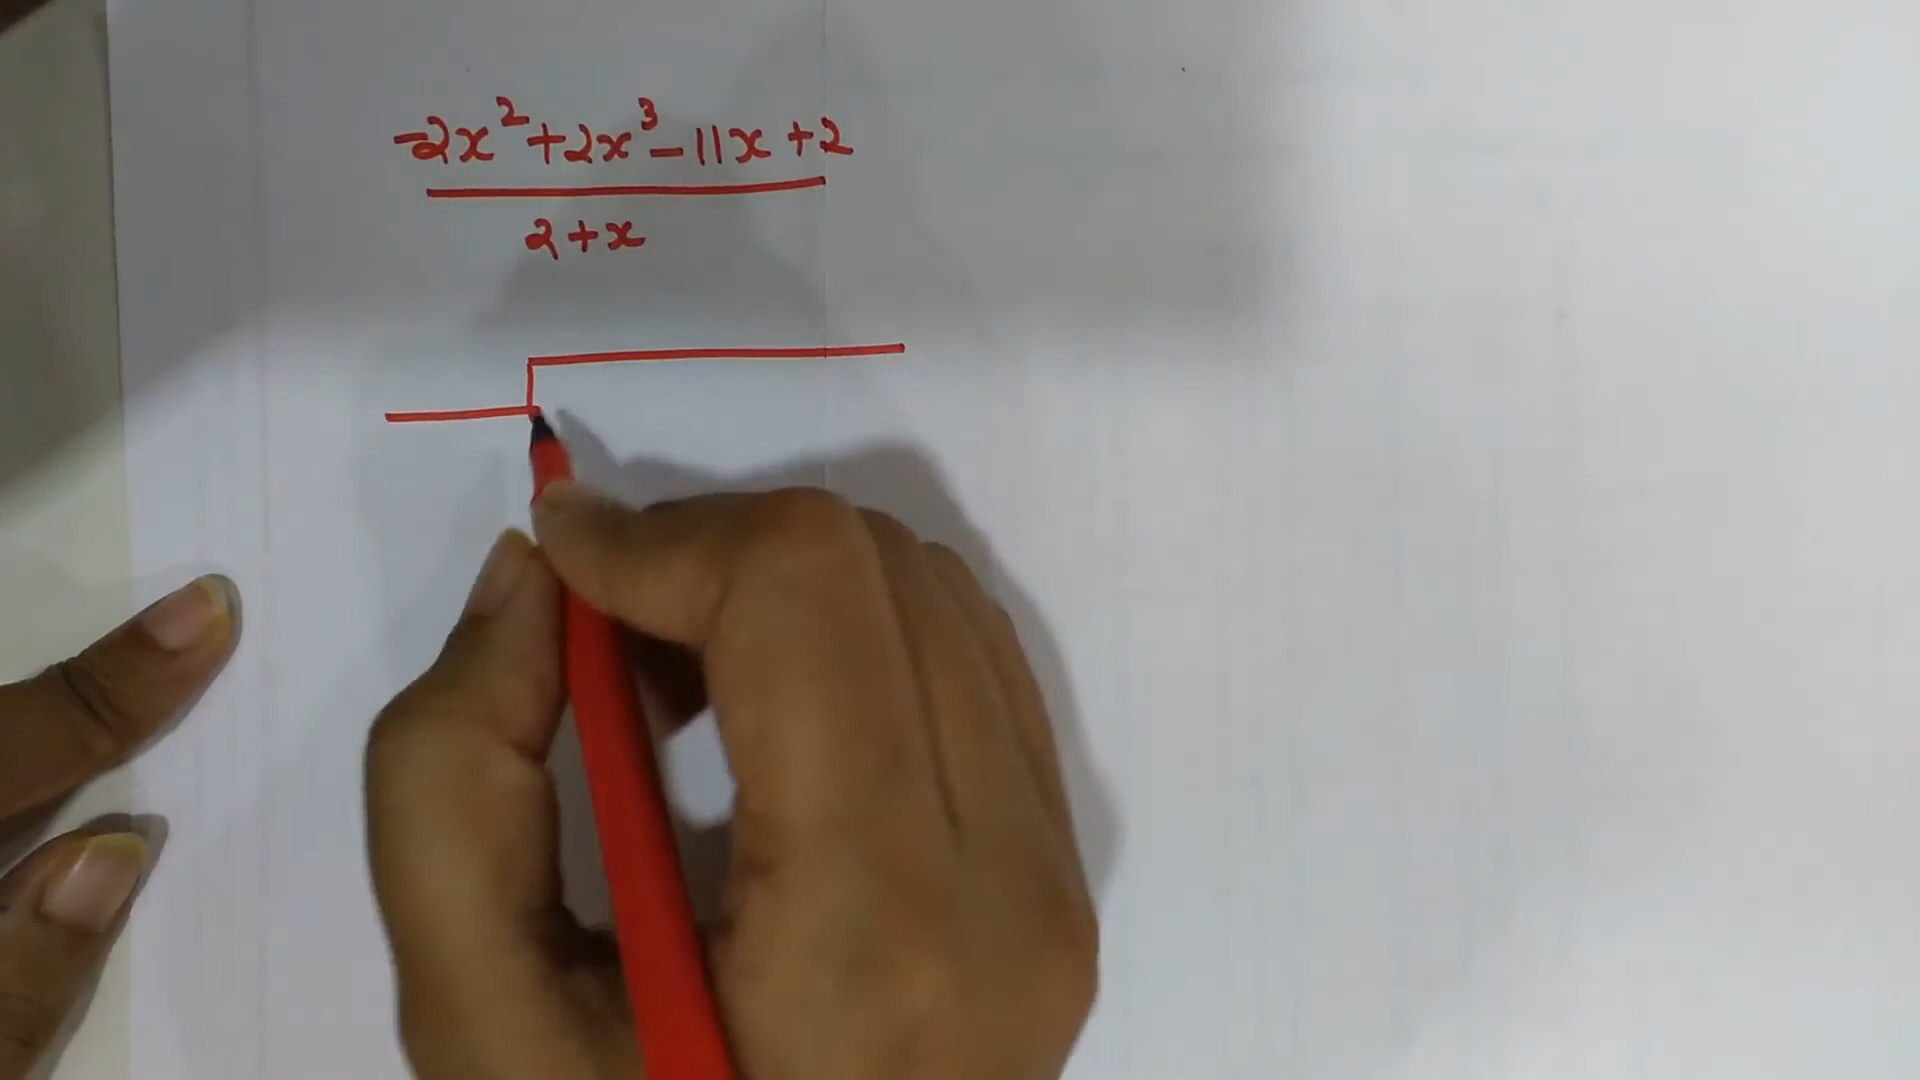 -2x² + 2x³ - 11x + 2
2 + x